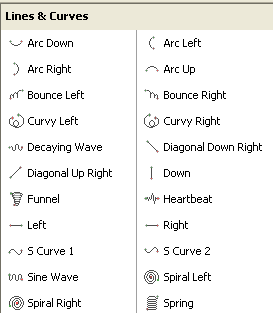 Lines & Curves
Arc Down Arc Left
Arc Right Arc Up
Bounce Left Bounce Right
Curvy Left Curvy Right
Decaying Wave Diagonal Down Right
Diagonal Up Right Down
Funnel Heartbeat
Left Right
S Curve 1 S Curve 2
Sine Wave Spiral Left
Spiral Right Spring